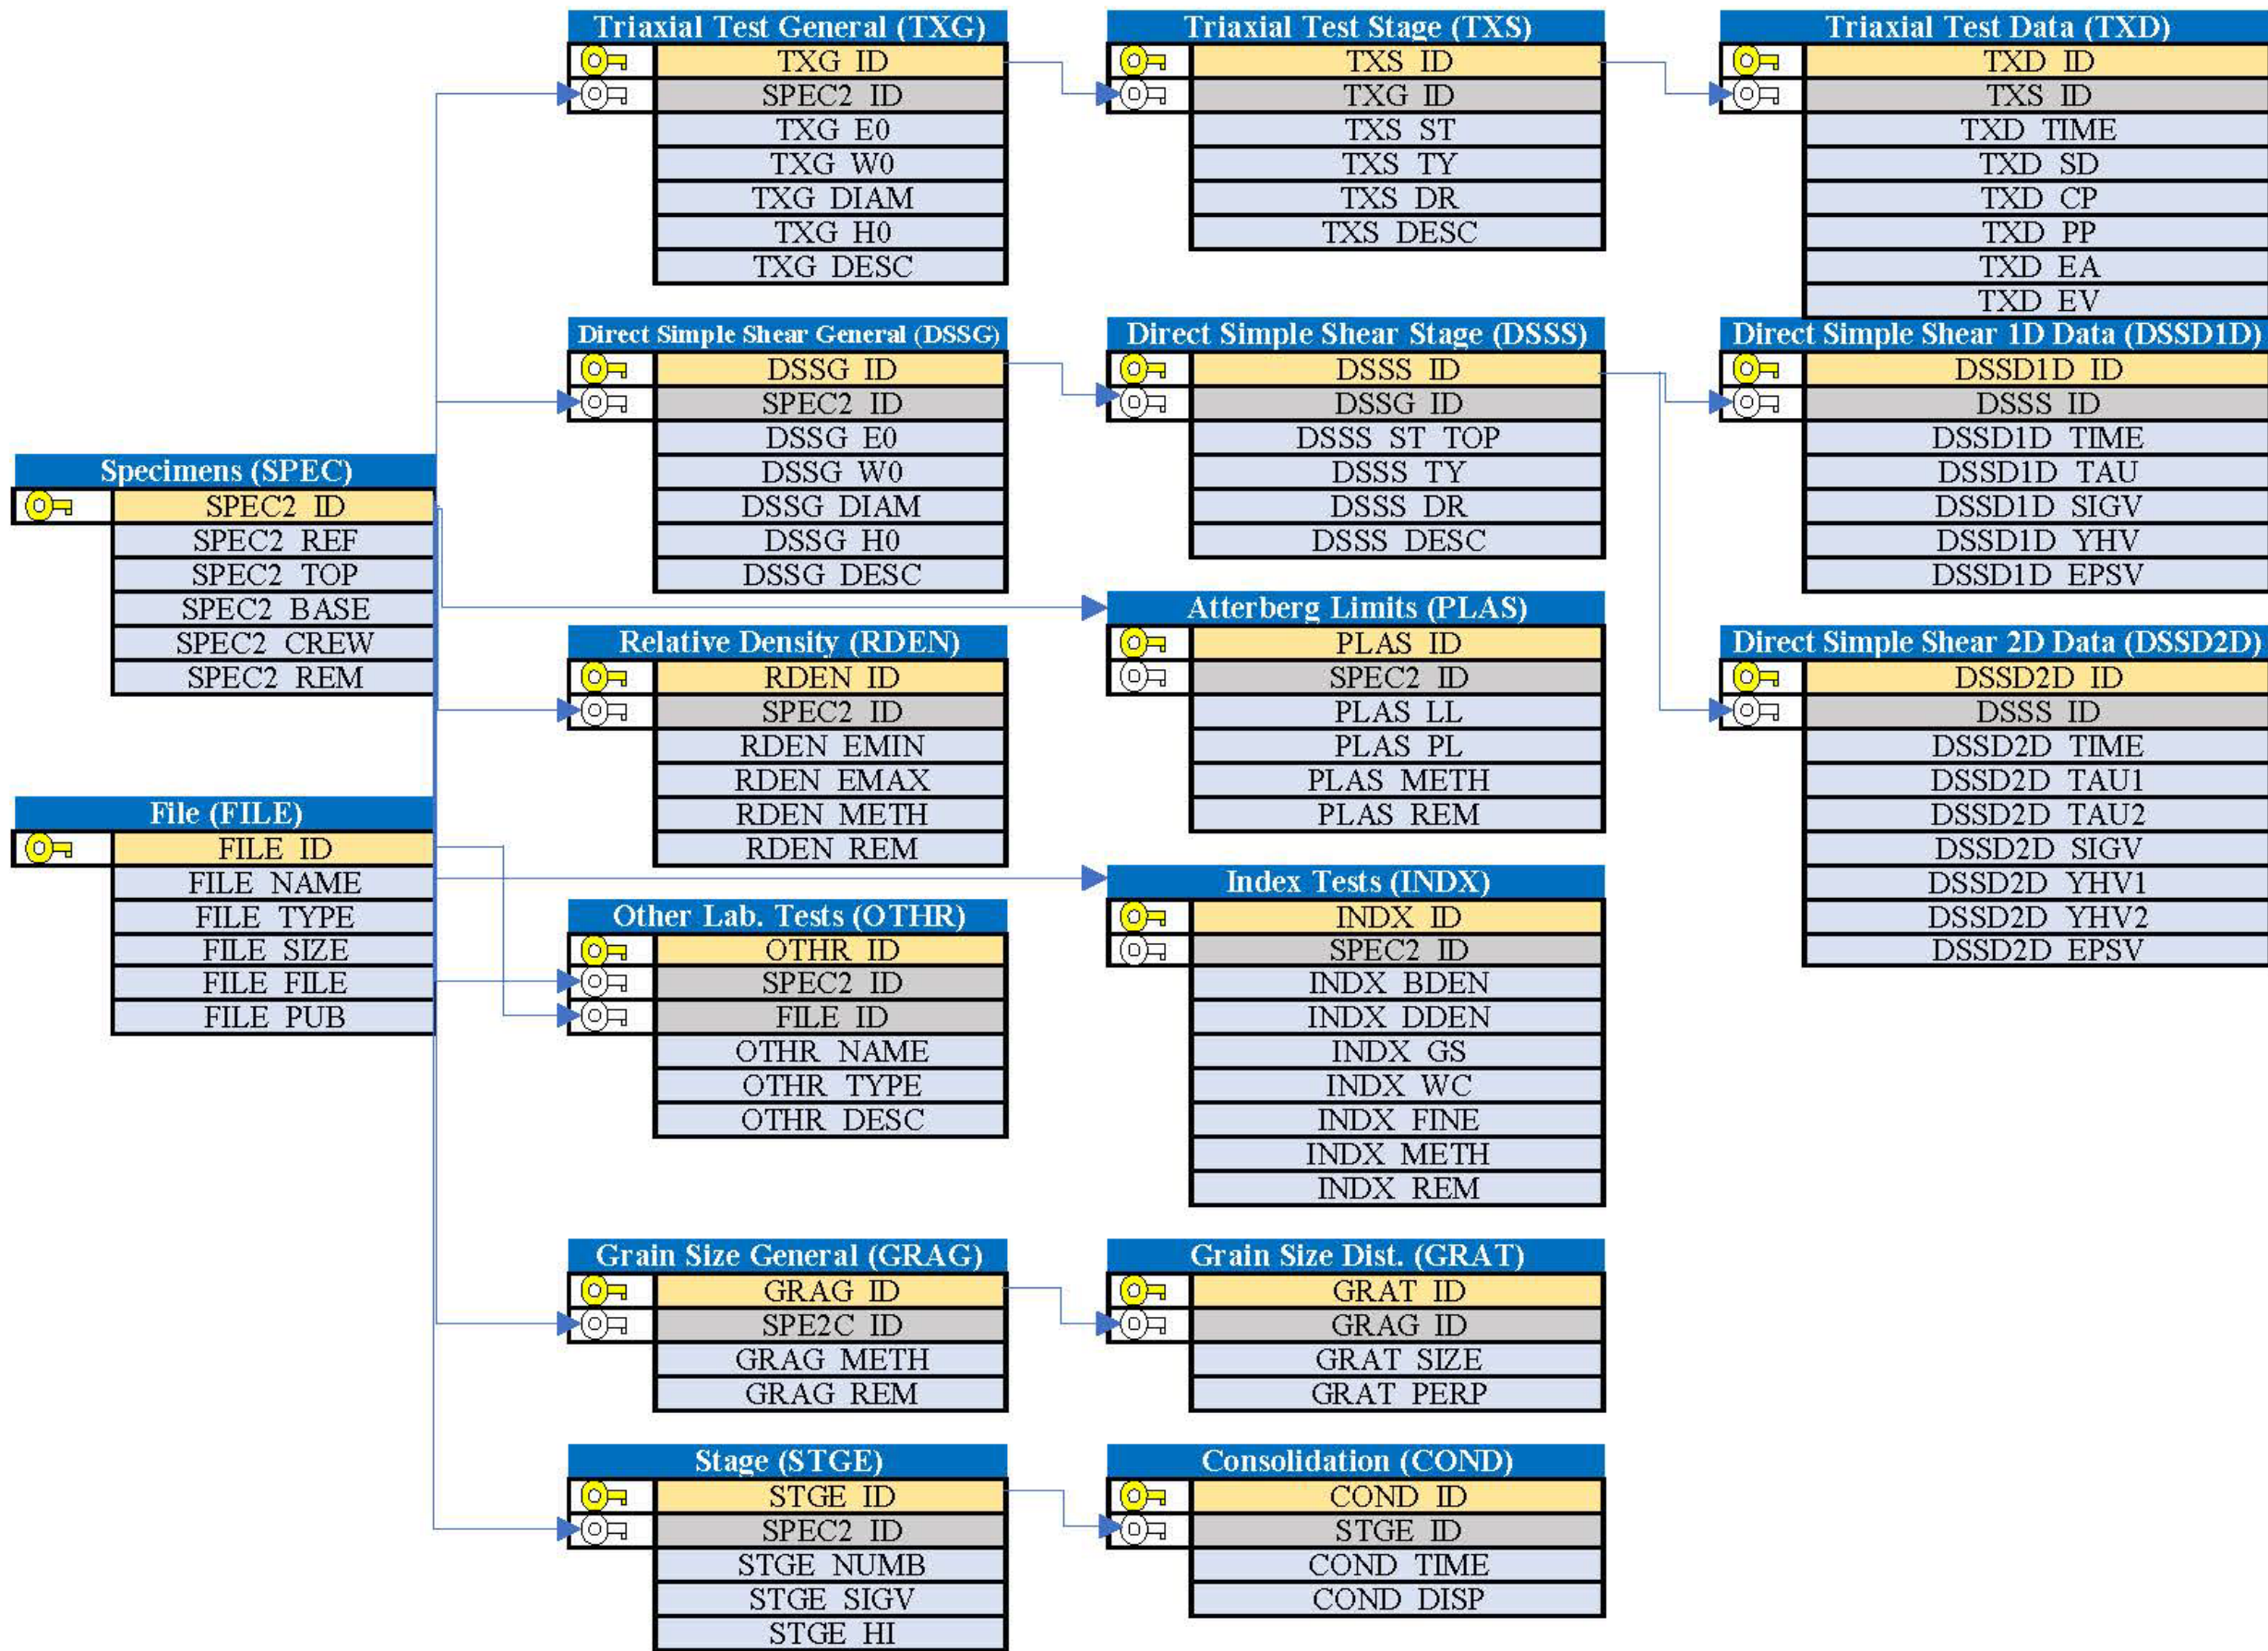 Triaxial Test General (TXG)
TXG ID
SPEC2 ID
TXG E0
TXG W0
TXG DIAM
TXG H0
TXG DESC
Triaxial Test Stage (TXS)
TXS ID
TXG ID
TXS ST
TXS TY
TXS DR
TXS DESC
Triaxial Test Data (TXD)
TXD ID
TXS ID
TXD TIME
TXD SD
TXD CP
TXD PP
TXD EA
TXD EV
Direct Simple Shear General (DSSG)
DSSG ID
SPEC2 ID
DSSG E0
DSSG W0
DSSG DIAM
DSSG H0
DSSG DESC
Direct Simple Shear Stage (DSSS)
DSSS ID
DSSG ID
DSSS ST TOP
DSSS TY
DSSS DR
DSSS DESC
Direct Simple Shear 1D Data (DSSD1D)
DSSD1D ID
DSSS ID
DSSD1D TIME
DSSD1D TAU
DSSD1D SIGV
DSSD1D YHV
DSSD1D EPSV
Specimens (SPEC)
SPEC2 ID
SPEC2 REF
SPEC2 TOP
SPEC2 BASE
SPEC2 CREW
SPEC2 REM
Relative Density (RDEN)
RDEN ID
SPEC2 ID
RDEN EMIN
RDEN EMAX
RDEN METH
RDEN REM
Atterberg Limits (PLAS)
PLAS ID
SPEC2 ID
PLAS LL
PLAS PL
PLAS METH
PLAS REM
Direct Simple Shear 2D Data (DSSD2D)
DSSD2D ID
DSSS ID
DSSD2D TIME
DSSD2D TAU1
DSSD2D TAU2
DSSD2D SIGV
DSSD2D YHV1
DSSD2D YHV2
DSSD2D EPSV
File (FILE)
FILE ID
FILE NAME
FILE TYPE
FILE SIZE
FILE FILE
FILE PUB
Other Lab. Tests (OTHR)
OTHR ID
SPEC2 ID
FILE ID
OTHR NAME
OTHR TYPE
OTHR DESC
Index Tests (INDX)
INDX ID
SPEC2 ID
INDX BDEN
INDX DDEN
INDX GS
INDX WC
INDX FINE
INDX METH
INDX REM
Grain Size General (GRAG)
GRAG ID
SPE2C ID
GRAG METH
GRAG REM
Grain Size Dist. (GRAT)
GRAT ID
GRAG ID
GRAT SIZE
GRAT PERP
Stage (STGE)
STGE ID
SPEC2 ID
STGE NUMB
STGE SIGV
STGE HI
Consolidation (COND)
COND ID
STGE ID
COND TIME
COND DISP